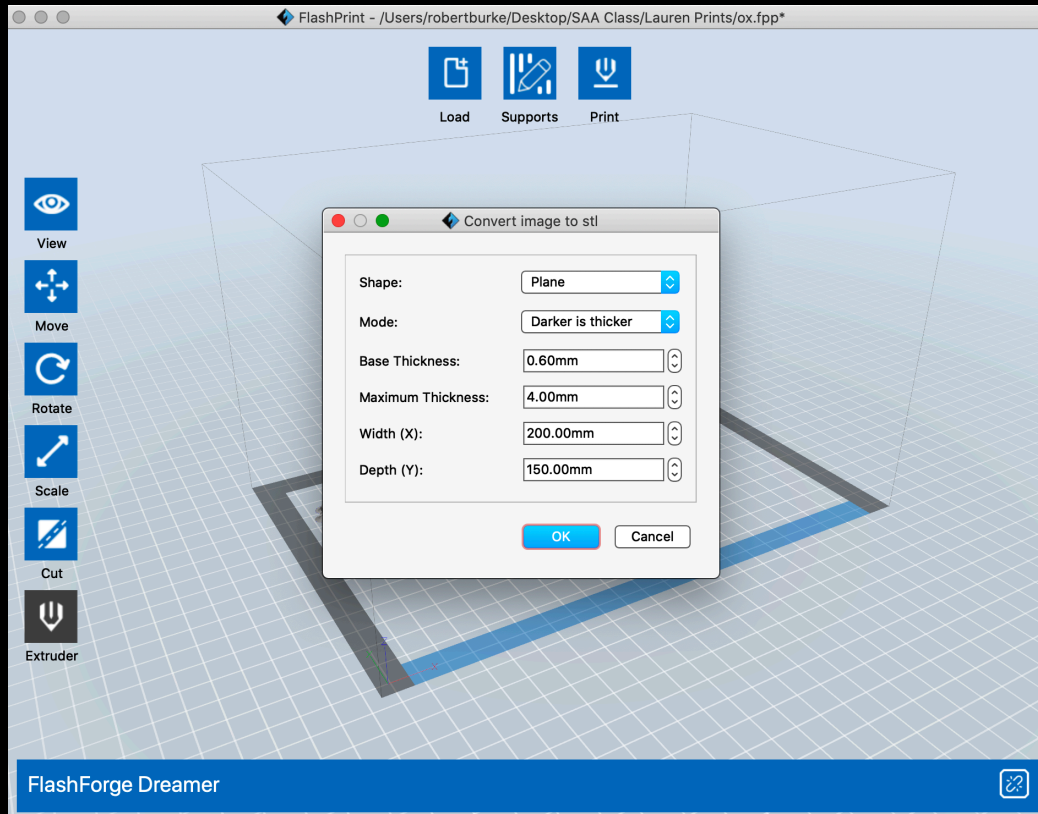 FlashPrint - /Users/robertburke/Desktop/SAA Class/Lauren Prints/ox.fpp*
Load Supports Print
View
Move
Rotate
Scale
Cut
Extruder
Convert image to stl
Shape: Plane
Mode: Darker is thicker
Base Thickness: 0.60mm
Maximum Thickness: 4.00mm
Width (X): 200.00mm
Depth (Y): 150.00mm
OK Cancel
Z
X
FlashForge Dreamer